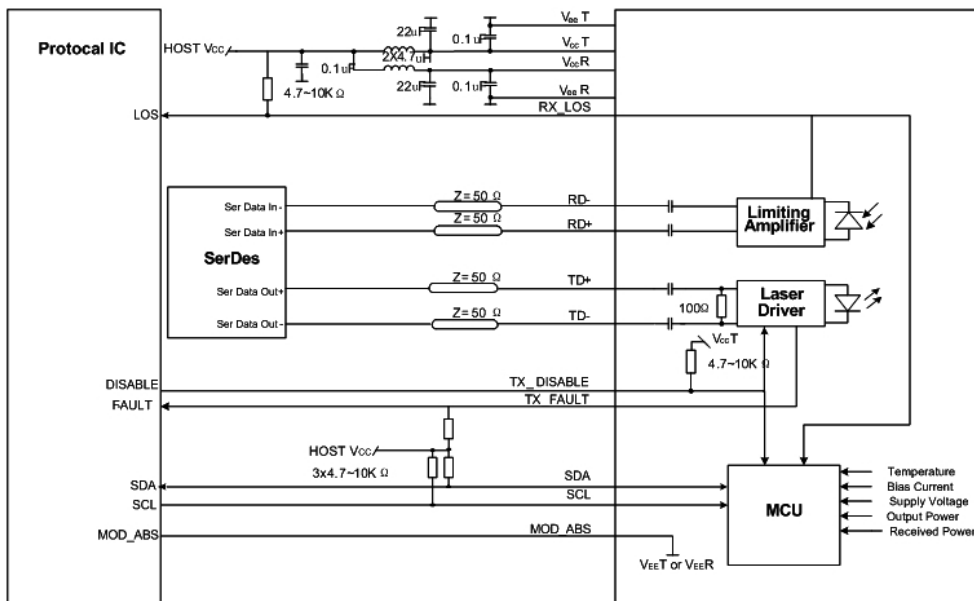 Protocal IC
HOST Vcc
22uF
0.1uF
VeeT
VccT
2X4.7uH
0.1uF
VccR
22uF
0.1uF
VeeR
4.7~10K Ω
LOS
RX_LOS
Ser Data In-
Z= 50 Ω
RD-
Ser Data In+
Z= 50 Ω
RD+
Limiting
Amplifier
SerDes
Ser Data Out+
Z= 50 Ω
TD+
Laser
Driver
100Ω
Ser Data Out-
Z= 50 Ω
TD-
VccT
4.7~10K Ω
DISABLE
TX_DISABLE
FAULT
TX_FAULT
HOST Vcc
3x4.7~10K Ω
SDA
SDA
SCL
SCL
MCU
Temperature
Bias Current
Supply Voltage
Output Power
Received Power
MOD_ABS
MOD_ABS
VEET or VEER